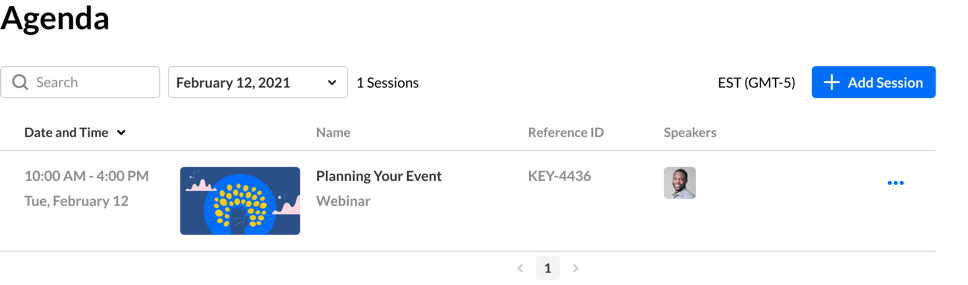 Agenda
Search
February 12, 2021
1 Sessions
EST (GMT-5)
Add Session
Date and Time
Name
Reference ID
Speakers
10:00 AM - 4:00 PM
Planning Your Event
KEY-4436
Tue, February 12
Webinar
1